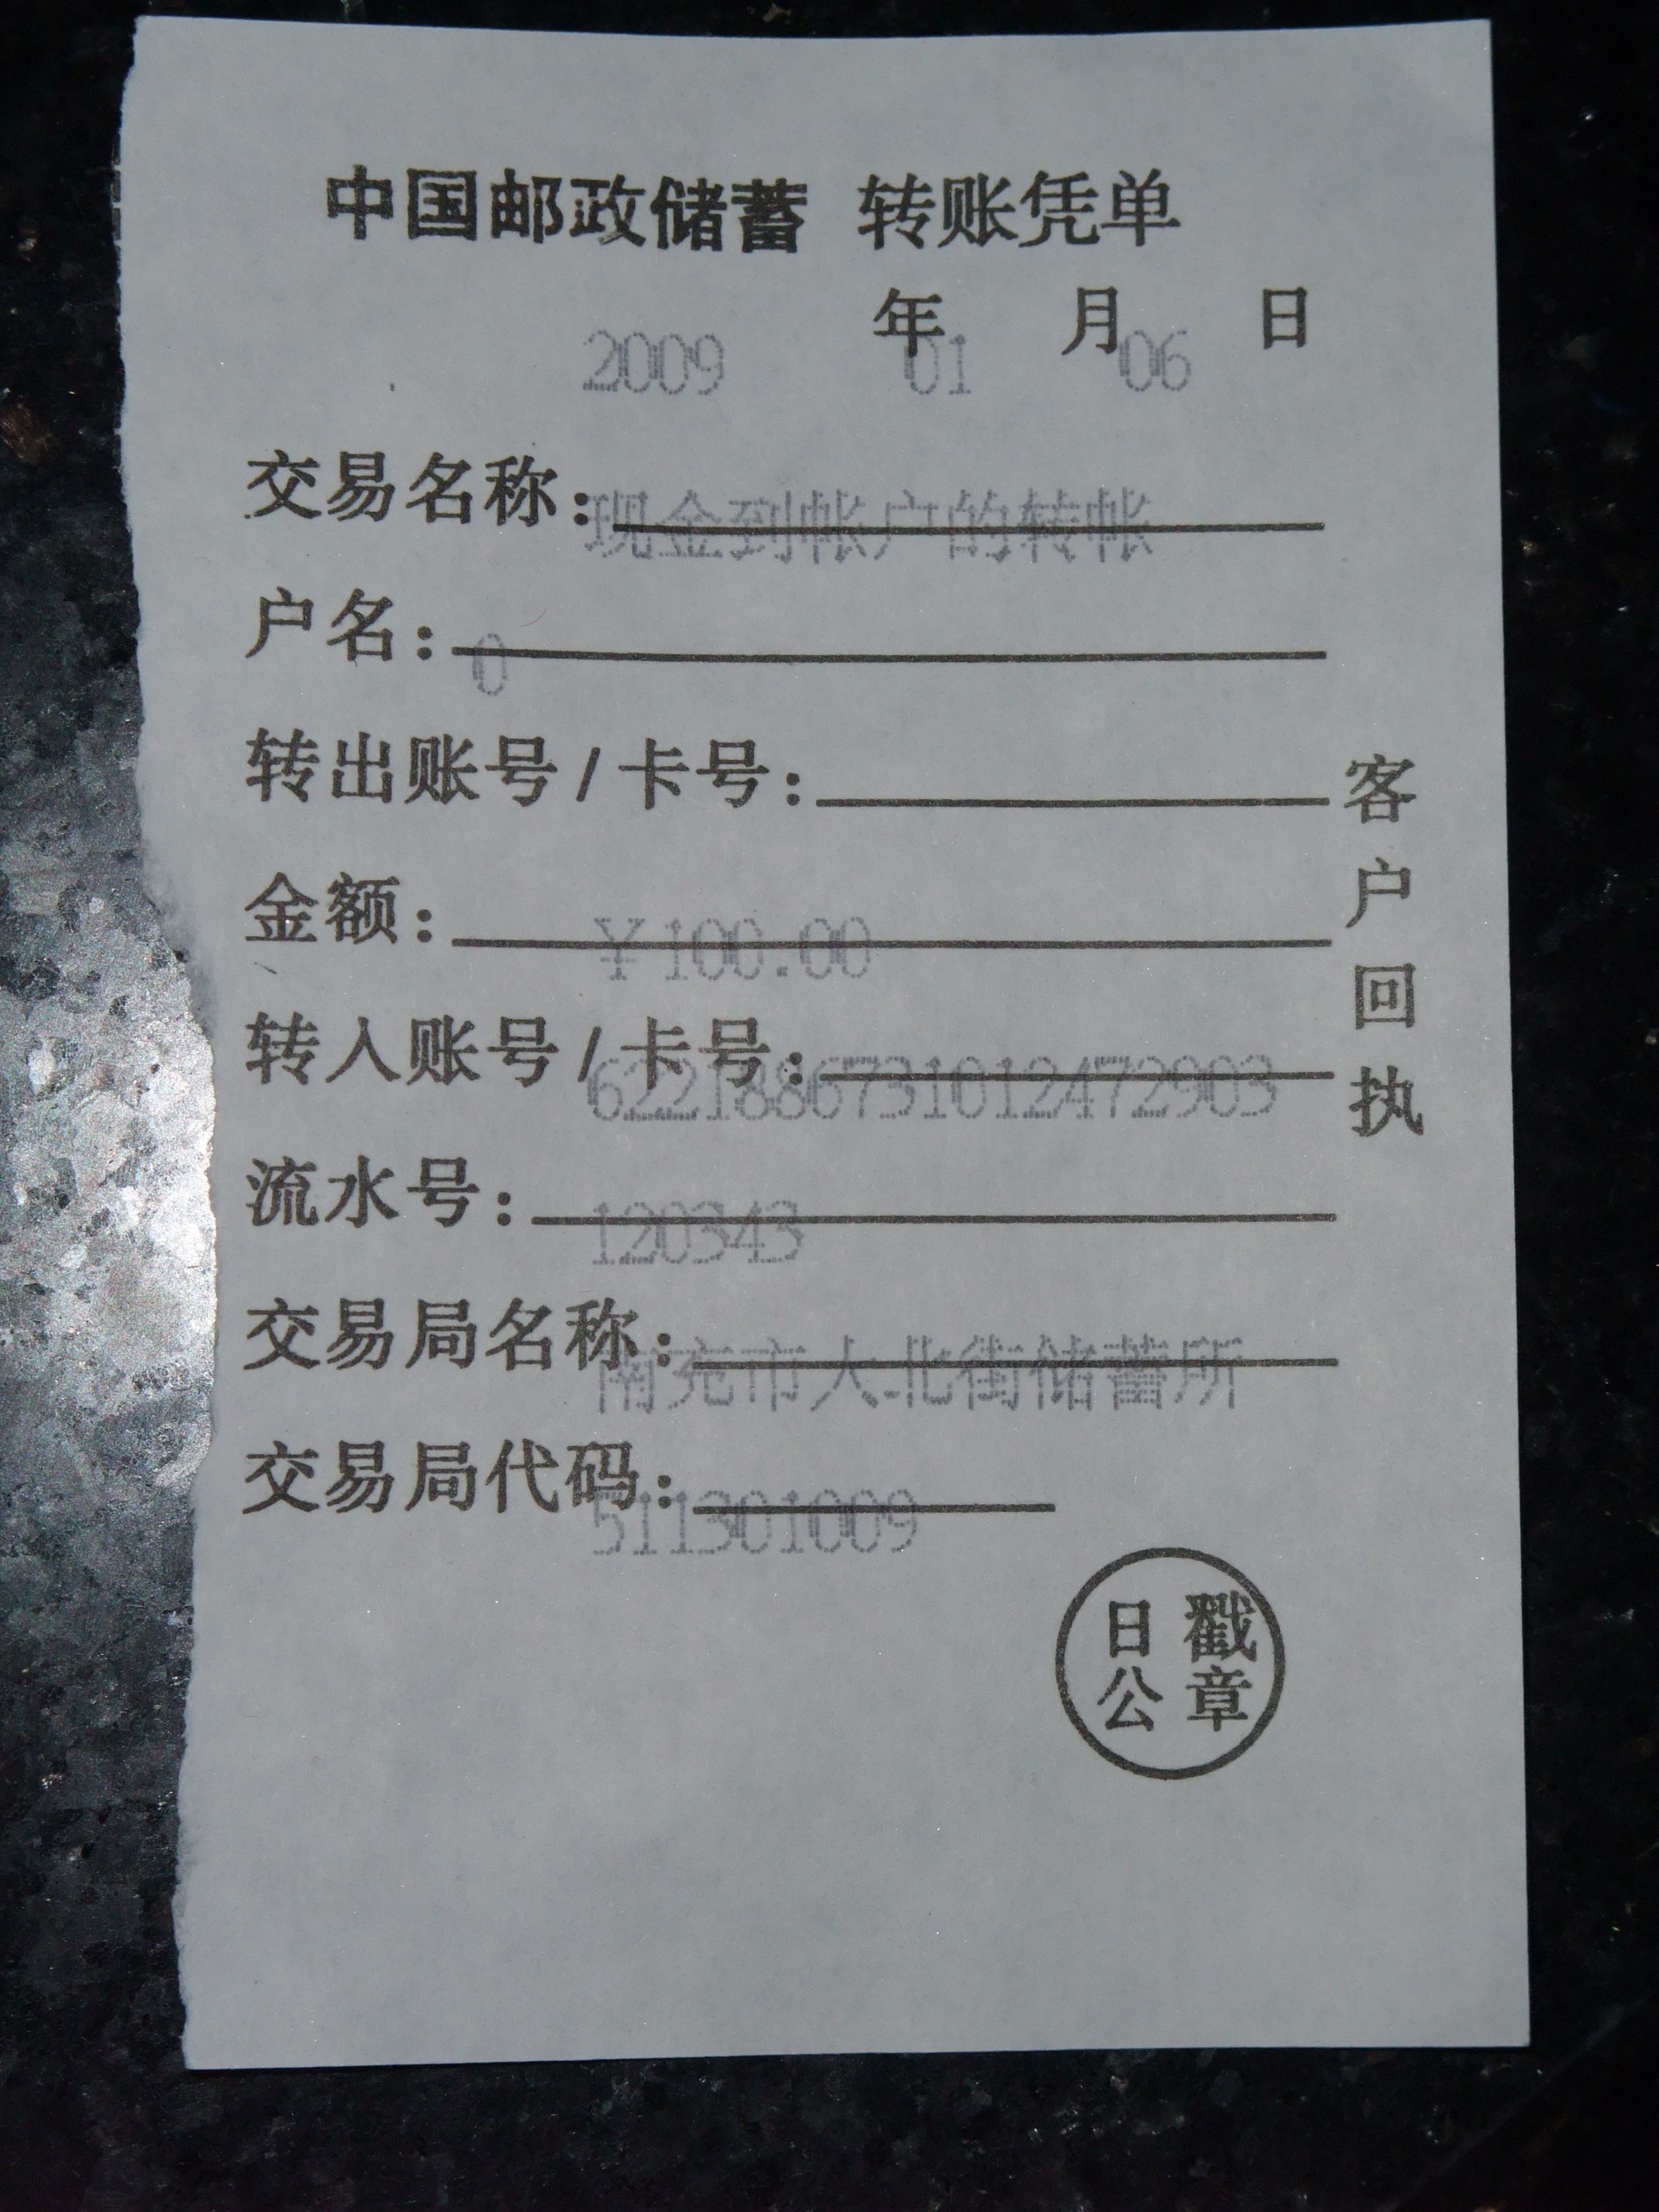 中国邮政储蓄 转账凭单
年 月 日
2009 01 06
交易名称：现金到帐户的转帐
户名：0
转出账号/卡号：
金额：¥100.00
转入账号/卡号：6221886731012472903
流水号：120343
交易局名称：南充市大北街储蓄所
交易局代码：511301009
客户回执
日戳
公章